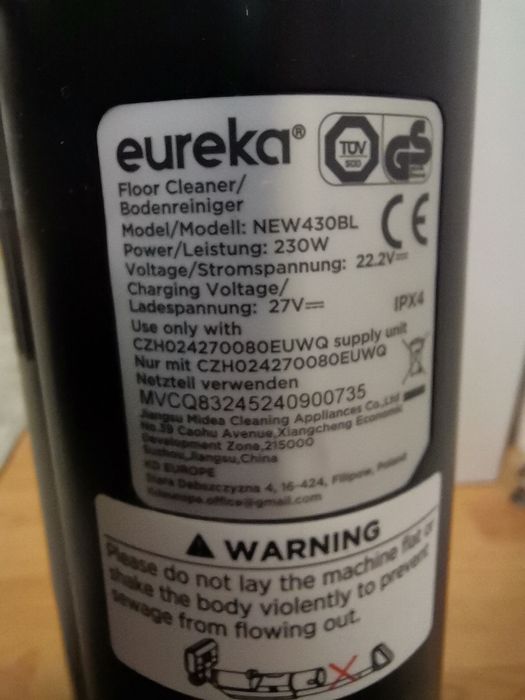 eureka®
TÜV
SÜD
GS
Floor Cleaner/
Bodenreiniger
Model/Modell: NEW430BL
CE
Power/Leistung: 230W
Voltage/Stromspannung: 22.2V⎓
Charging Voltage/
Ladespannung: 27V⎓
IPX4
Use only with
CZH024270080EUWQ supply unit
Nur mit CZH024270080EUWQ
Netzteil verwenden
MVCQ83245240900735
Jiangsu Midea Cleaning Appliances Co.,Ltd
No.39 Caohu Avenue,Xiangcheng Economic
Development Zone,215000
Suzhou,Jiangsu,China
KD EUROPE
Stara Debszczyzna 4, 16-424, Filipow, Poland
kdeuropa.office@gmail.com
WARNING
Please do not lay the machine flat or
shake the body violently to prevent
sewage from flowing out.